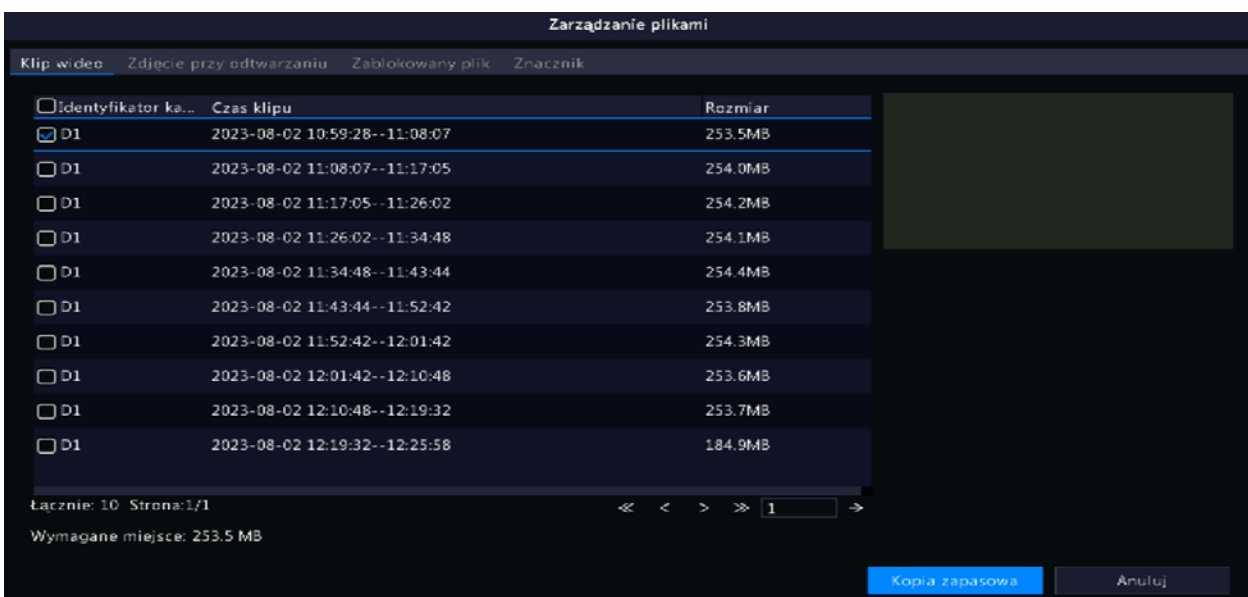 Zarządzanie plikami
Klip wideo Zdjęcie przy odtwarzaniu Zablokowany plik Znacznik
Identyfikator ka... Czas klipu Rozmiar
D1 2023-08-02 10:59:28--11:08:07 253.5MB
D1 2023-08-02 11:08:07--11:17:05 254.0MB
D1 2023-08-02 11:17:05--11:26:02 254.2MB
D1 2023-08-02 11:26:02--11:34:48 254.1MB
D1 2023-08-02 11:34:48--11:43:44 254.4MB
D1 2023-08-02 11:43:44--11:52:42 253.8MB
D1 2023-08-02 11:52:42--12:01:42 254.3MB
D1 2023-08-02 12:01:42--12:10:48 253.6MB
D1 2023-08-02 12:10:48--12:19:32 253.7MB
D1 2023-08-02 12:19:32--12:25:58 184.9MB
Łącznie: 10 Strona:1/1 ≪ < > ≫ 1 →
Wymagane miejsce: 253.5 MB
Kopia zapasowa Anuluj